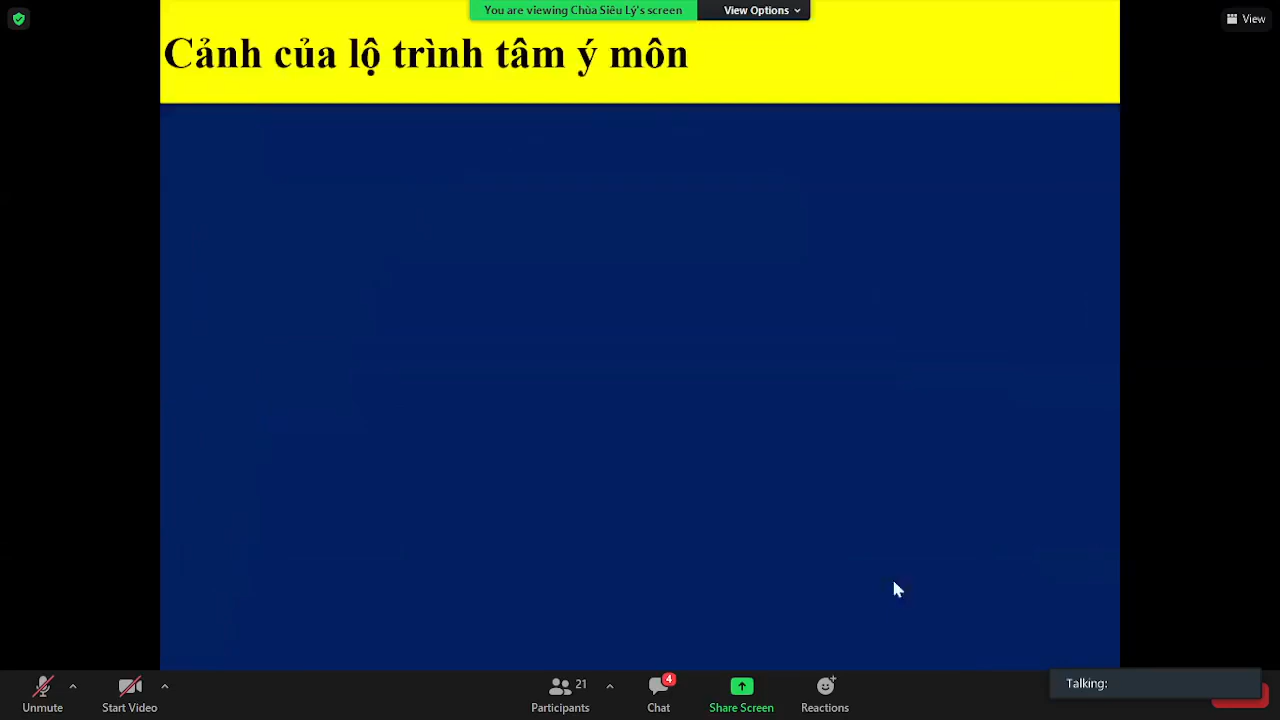 You are viewing Chùa Siêu Lý's screen
View Options
View
Cảnh của lộ trình tâm ý môn
Talking:
21
4
Unmute
Start Video
Participants
Chat
Share Screen
Reactions